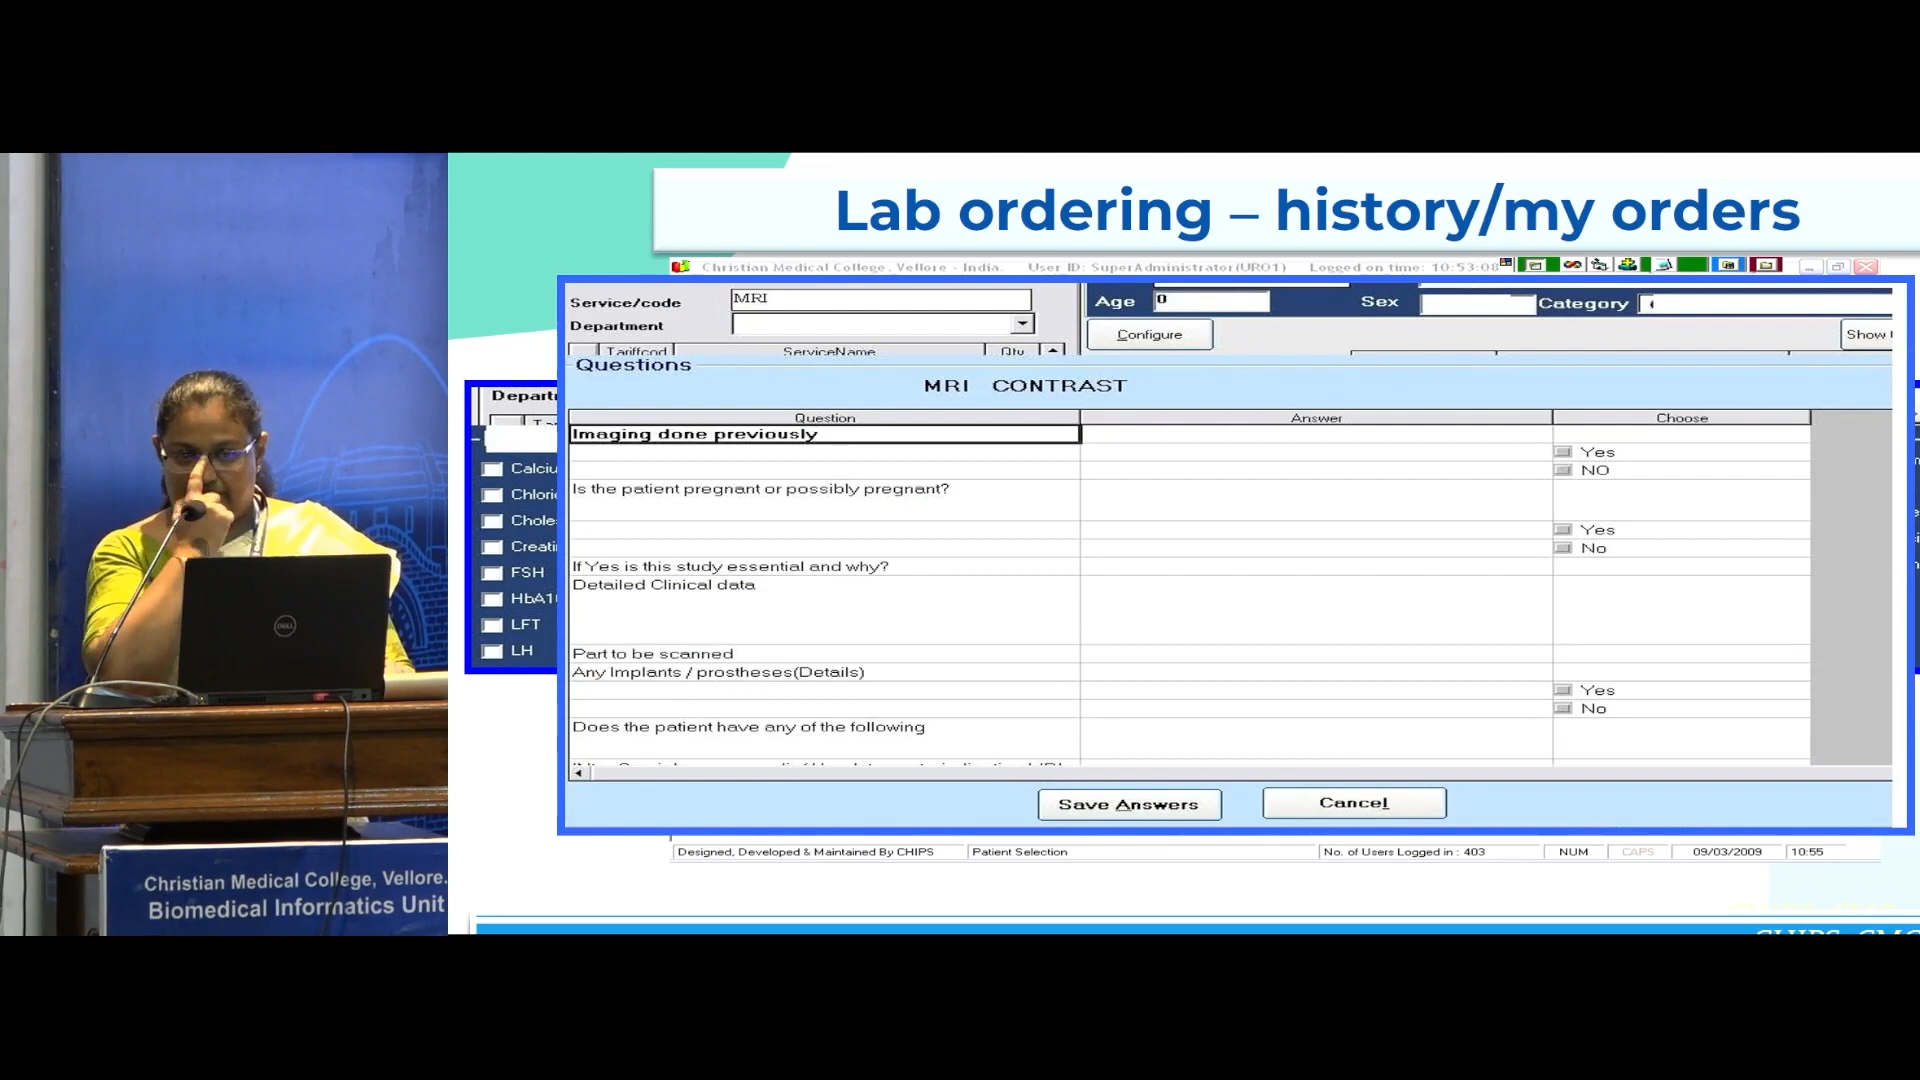 Lab ordering – history/my orders
Christian Medical College, Vellore - India. User ID: SuperAdministrator(URO1) Logged on time: 10:53:08
Service/code MRI
Department
Age 0 Sex Category
Configure
Show
Tariffcod ServiceName Qty
Questions
MRI CONTRAST
Question Answer Choose
Imaging done previously
Yes
NO
Is the patient pregnant or possibly pregnant?
Yes
No
If Yes is this study essential and why?
Detailed Clinical data
Part to be scanned
Any Implants / prostheses(Details)
Yes
No
Does the patient have any of the following
Save Answers Cancel
FSH
LFT
LH
DELL
Designed, Developed & Maintained By CHIPS Patient Selection No. of Users Logged in : 403 NUM CAPS 09/03/2009 10:55
Christian Medical College, Vellore.
Biomedical Informatics Unit